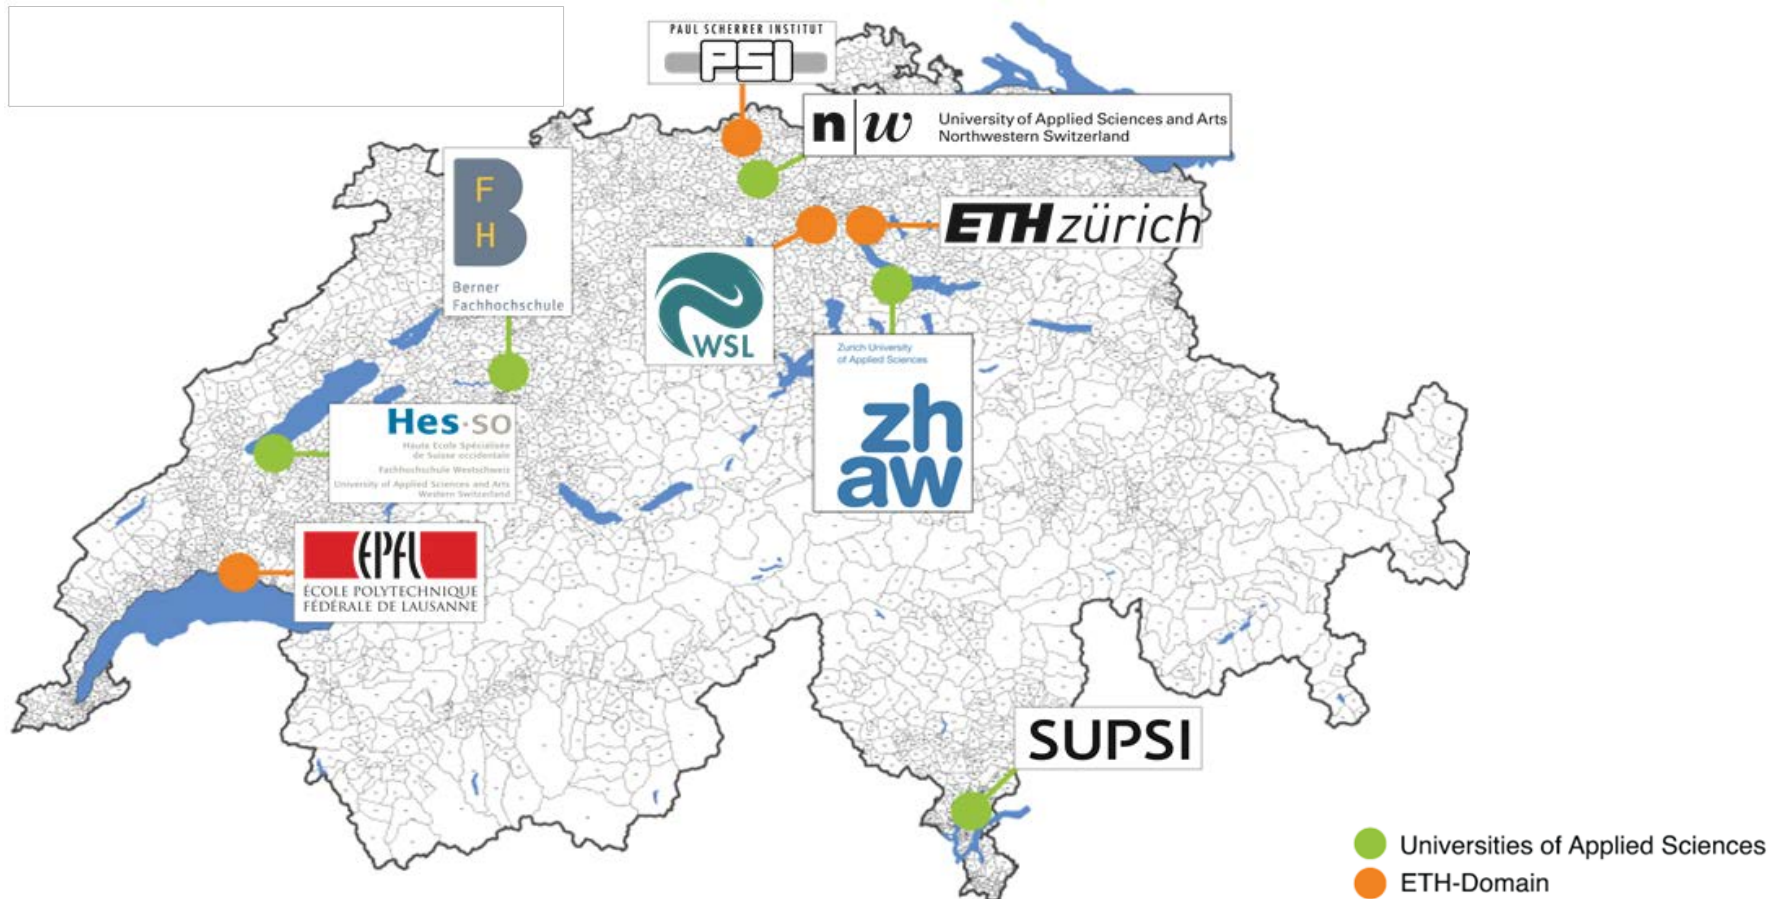 PAUL SCHERRER INSTITUT
PSI
n|w
University of Applied Sciences and Arts
Northwestern Switzerland
B
F
H
Berner
Fachhochschule
ETH zürich
WSL
Zurich University
of Applied Sciences
zh
aw
Hes·so
Haute Ecole Spécialisée
de Suisse occidentale
Fachhochschule Westschweiz
University of Applied Sciences and Arts
Western Switzerland
EPFL
ÉCOLE POLYTECHNIQUE
FÉDÉRALE DE LAUSANNE
SUPSI
Universities of Applied Sciences
ETH-Domain